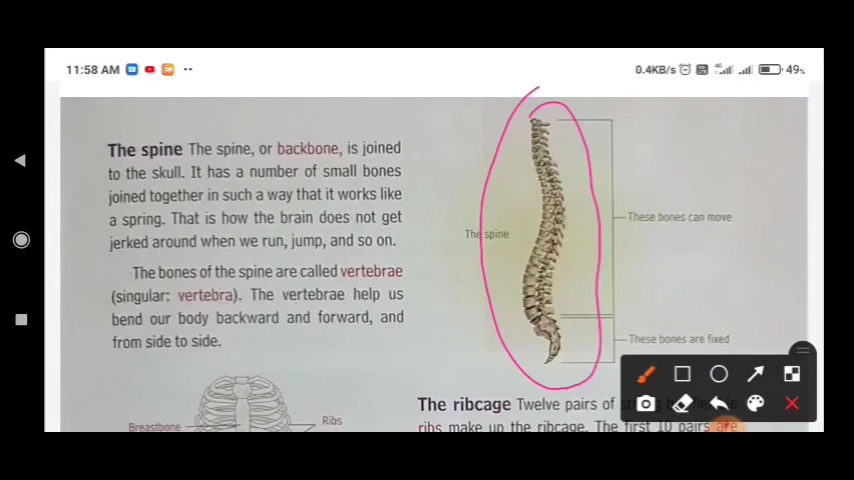 11:58 AM
0.4KB/s
4G
49%
The spine The spine, or backbone, is joined
to the skull. It has a number of small bones
joined together in such a way that it works like
a spring. That is how the brain does not get
jerked around when we run, jump, and so on.
The bones of the spine are called vertebrae
(singular: vertebra). The vertebrae help us
bend our body backward and forward, and
from side to side.
The spine
These bones can move
These bones are fixed
Breastbone
Ribs
The ribcage Twelve pairs of
ribs make up the ribcage. The first 10 pairs are